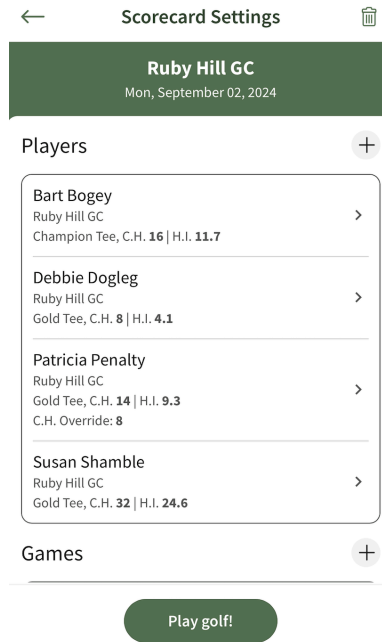 Scorecard Settings
Ruby Hill GC
Mon, September 02, 2024
Players
Bart Bogey
Ruby Hill GC
Champion Tee, C.H. 16 | H.I. 11.7
Debbie Dogleg
Ruby Hill GC
Gold Tee, C.H. 8 | H.I. 4.1
Patricia Penalty
Ruby Hill GC
Gold Tee, C.H. 14 | H.I. 9.3
C.H. Override: 8
Susan Shamble
Ruby Hill GC
Gold Tee, C.H. 32 | H.I. 24.6
Games
Play golf!